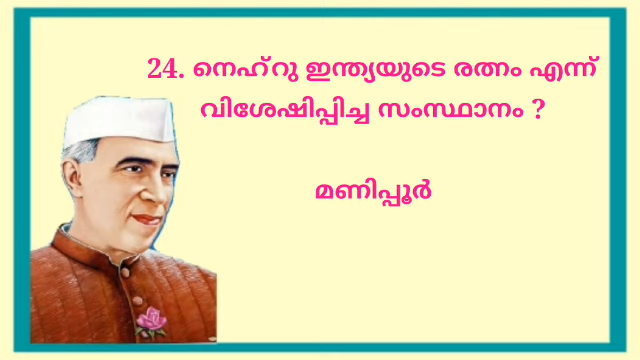 24. നെഹ്റു ഇന്ത്യയുടെ രത്നം എന്ന്
വിശേഷിപ്പിച്ച സംസ്ഥാനം ?
മണിപ്പൂർ